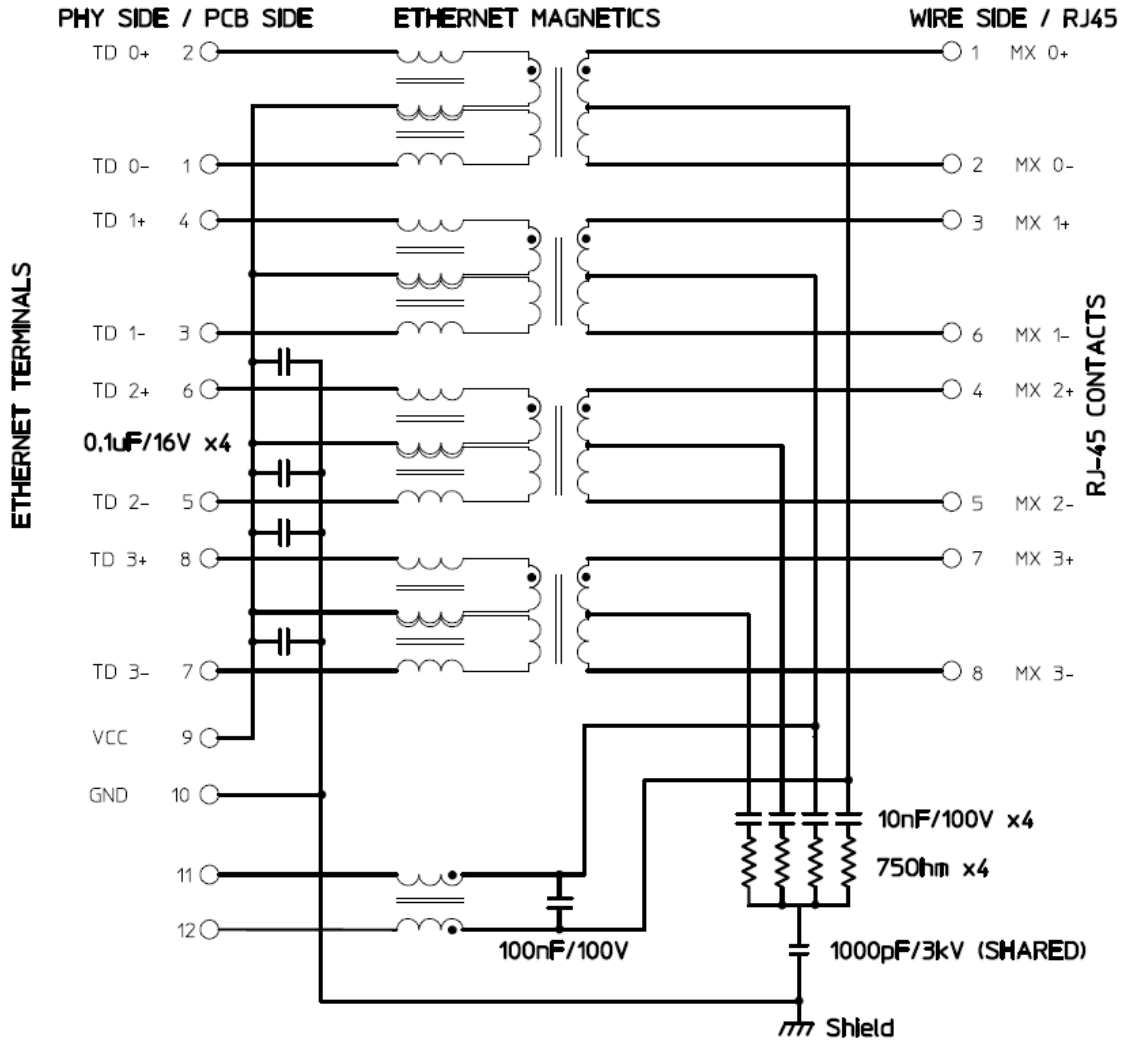 PHY SIDE / PCB SIDE
ETHERNET MAGNETICS
WIRE SIDE / RJ45
TD 0+ 2
1 MX 0+
TD 0- 1
2 MX 0-
TD 1+ 4
3 MX 1+
TD 1- 3
6 MX 1-
TD 2+ 6
4 MX 2+
0,1uF/16V x4
TD 2- 5
5 MX 2-
TD 3+ 8
7 MX 3+
TD 3- 7
8 MX 3-
ETHERNET TERMINALS
RJ-45 CONTACTS
VCC 9
GND 10
10nF/100V x4
11
75Ohm x4
12
100nF/100V
1000pF/3kV (SHARED)
Shield